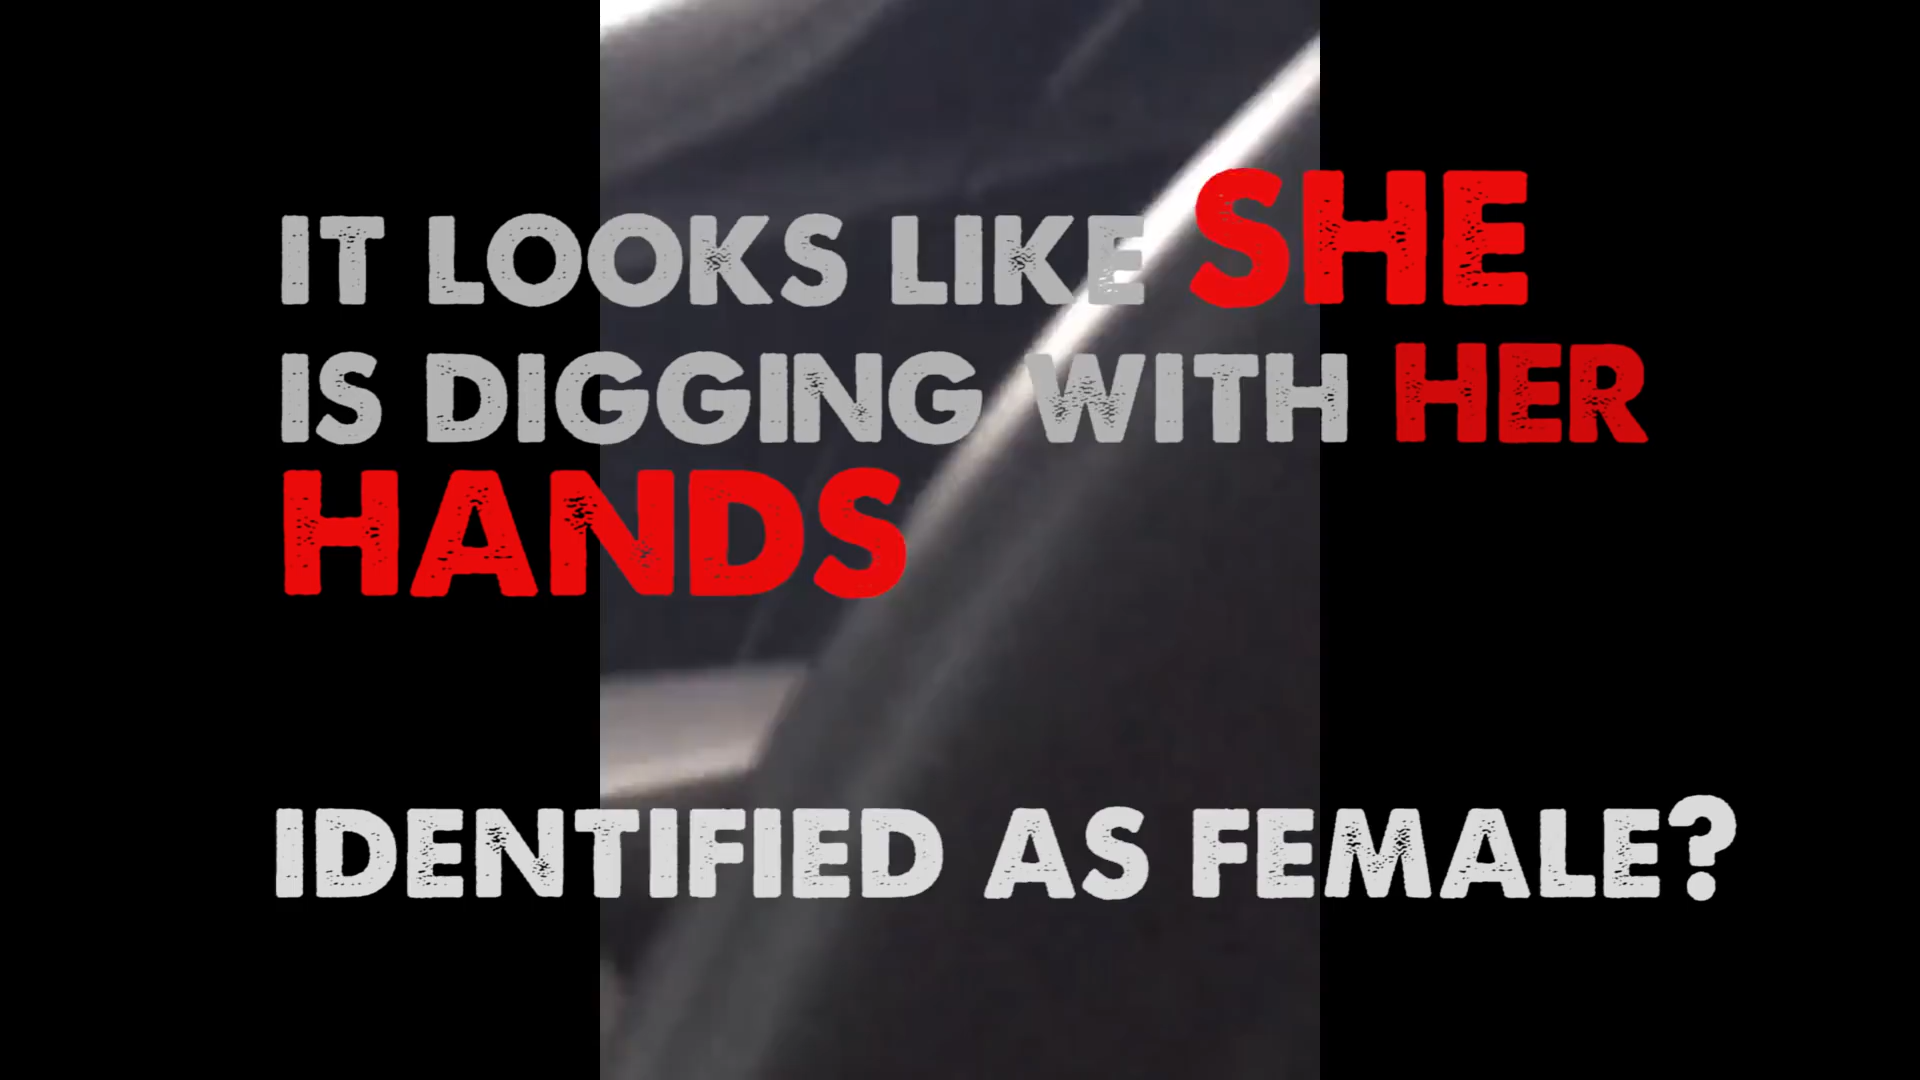 IT LOOKS LIKE SHE
IS DIGGING WITH HER
HANDS
IDENTIFIED AS FEMALE?